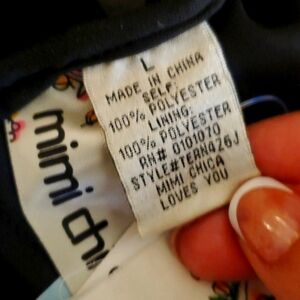 L
MADE IN CHINA
SELF:
100% POLYESTER
LINING:
100% POLYESTER
RN# 0101070
STYLE#TERN426J
MIMI CHICA
LOVES YOU
mimi chi